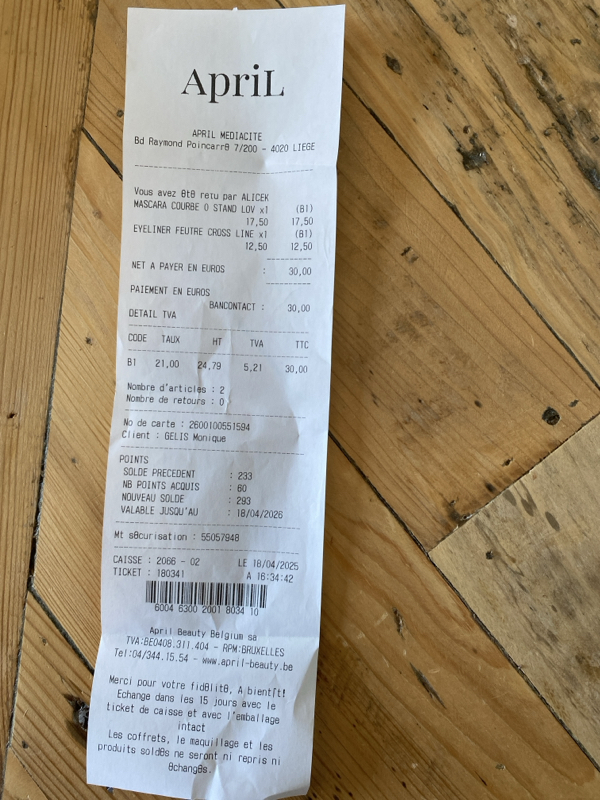 ApriL
APRIL MEDIACITE
Bd Raymond Poincarr8 7/200 - 4020 LIEGE
Vous avez 8t8 reτu par ALICEK
MASCARA COURBE O STAND LOV x1 (B1)
17,50 17,50
EYELINER FEUTRE CROSS LINE x1 (B1)
12,50 12,50
NET A PAYER EN EUROS : 30,00
PAIEMENT EN EUROS
BANCONTACT : 30,00
DETAIL TVA
CODE TAUX HT TVA TTC
B1 21,00 24,79 5,21 30,00
Nombre d'articles : 2
Nombre de retours : 0
No de carte : 2600100551594
Client : GELIS Monique
POINTS
SOLDE PRECEDENT : 233
NB POINTS ACQUIS : 60
NOUVEAU SOLDE : 293
VALABLE JUSQU'AU : 18/04/2026
Mt s8curisation : 55057948
CAISSE : 2066 - 02 LE 18/04/2025
TICKET : 180341 A 16:34:42
6004 6300 2001 8034 10
April Beauty Belgium sa
TVA:BE0408.311.404 - RPM:BRUXELLES
Tel:04/344.15.54 - www.april-beauty.be
Merci pour votre fid8lit8, A bient⌈t!
Echange dans les 15 jours avec le
ticket de caisse et avec l'emballage
intact
Les coffrets, le maquillage et les
produits sold8s ne seront ni repris ni
8chang8s.